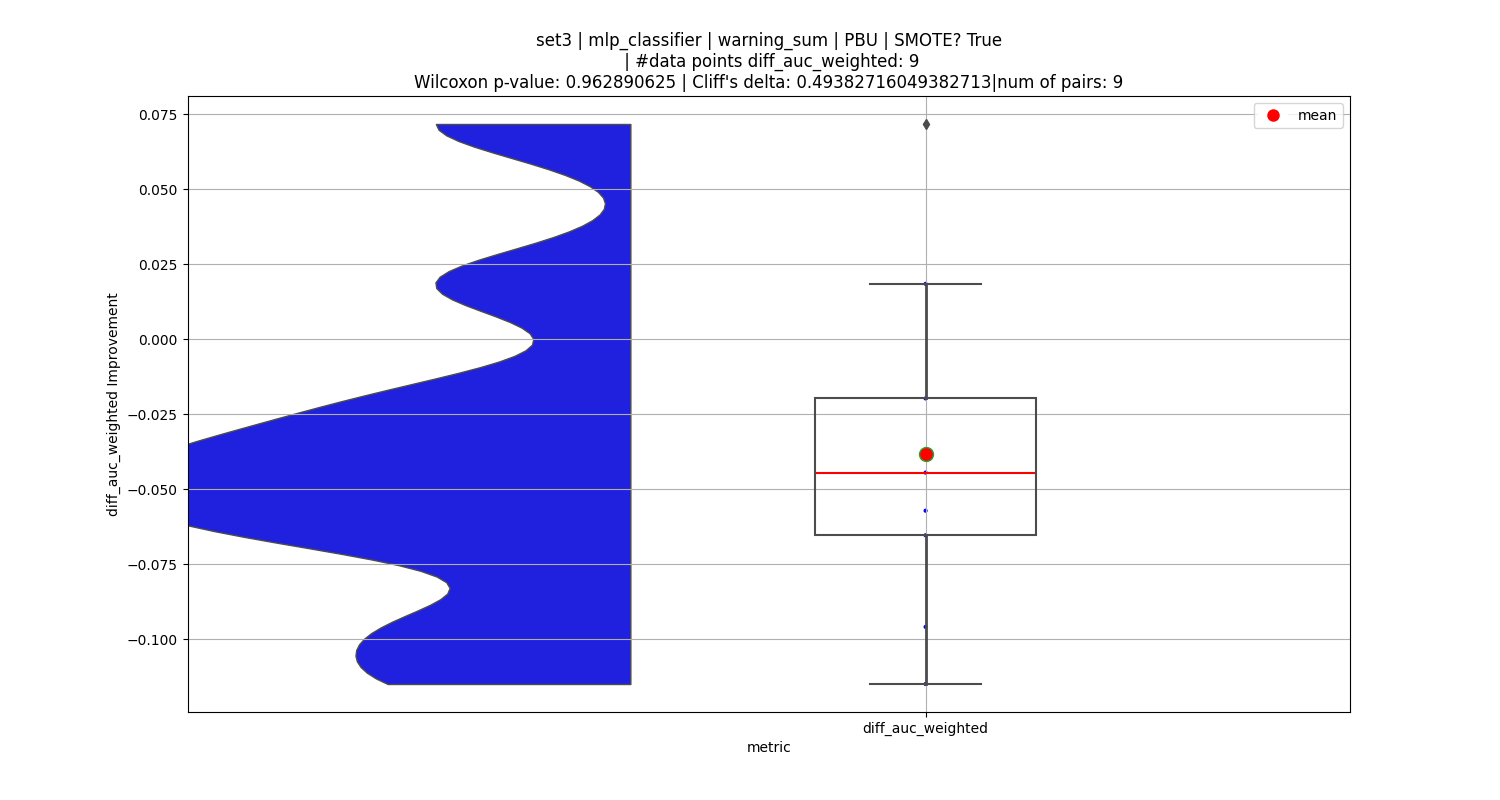 set3 | mlp_classifier | warning_sum | PBU | SMOTE? True
| #data points diff_auc_weighted: 9
Wilcoxon p-value: 0.962890625 | Cliff's delta: 0.49382716049382713|num of pairs: 9
mean
0.075
0.050
0.025
0.000
−0.025
−0.050
−0.075
−0.100
diff_auc_weighted Improvement
diff_auc_weighted
metric